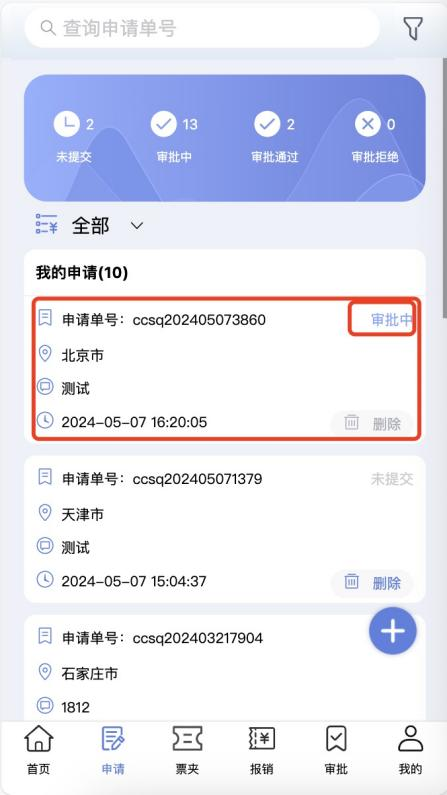 查询申请单号
2 13 2 0
未提交 审批中 审批通过 审批拒绝
全部
我的申请(10)
申请单号：ccsq202405073860 审批中
北京市
测试
2024-05-07 16:20:05 删除
申请单号：ccsq202405071379 未提交
天津市
测试
2024-05-07 15:04:37 删除
申请单号：ccsq202403217904
石家庄市
1812
首页 申请 票夹 报销 审批 我的